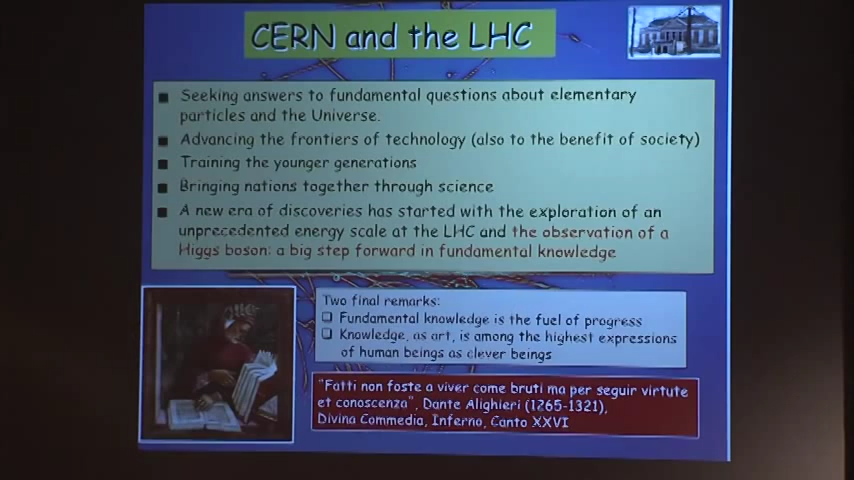 CERN and the LHC
■ Seeking answers to fundamental questions about elementary
particles and the Universe.
■ Advancing the frontiers of technology (also to the benefit of society)
■ Training the younger generations
■ Bringing nations together through science
■ A new era of discoveries has started with the exploration of an
unprecedented energy scale at the LHC and the observation of a
Higgs boson: a big step forward in fundamental knowledge
Two final remarks:
❑ Fundamental knowledge is the fuel of progress
❑ Knowledge, as art, is among the highest expressions
of human beings as clever beings
"Fatti non foste a viver come bruti ma per seguir virtute
et conoscenza", Dante Alighieri (1265-1321),
Divina Commedia, Inferno, Canto XXVI